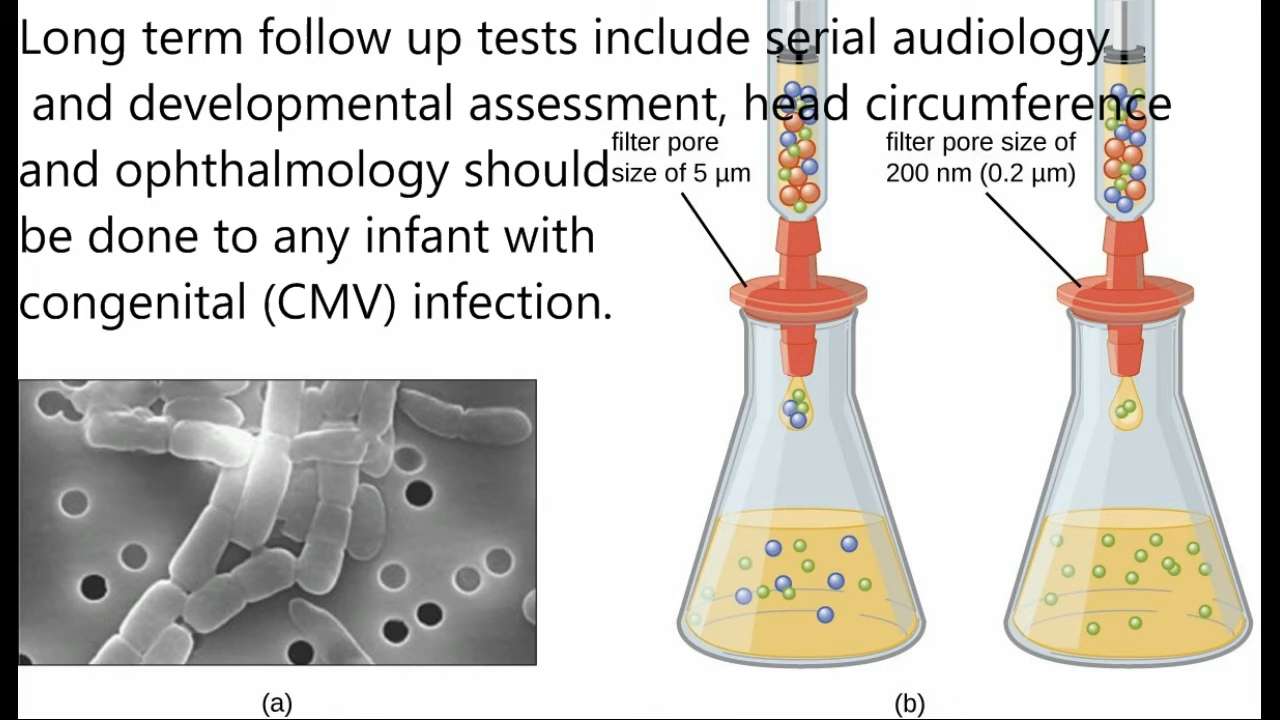 Long term follow up tests include serial audiology
and developmental assessment, head circumference
and ophthalmology should
be done to any infant with
congenital (CMV) infection.
filter pore
size of 5 µm
filter pore size of
200 nm (0.2 µm)
(a)
(b)